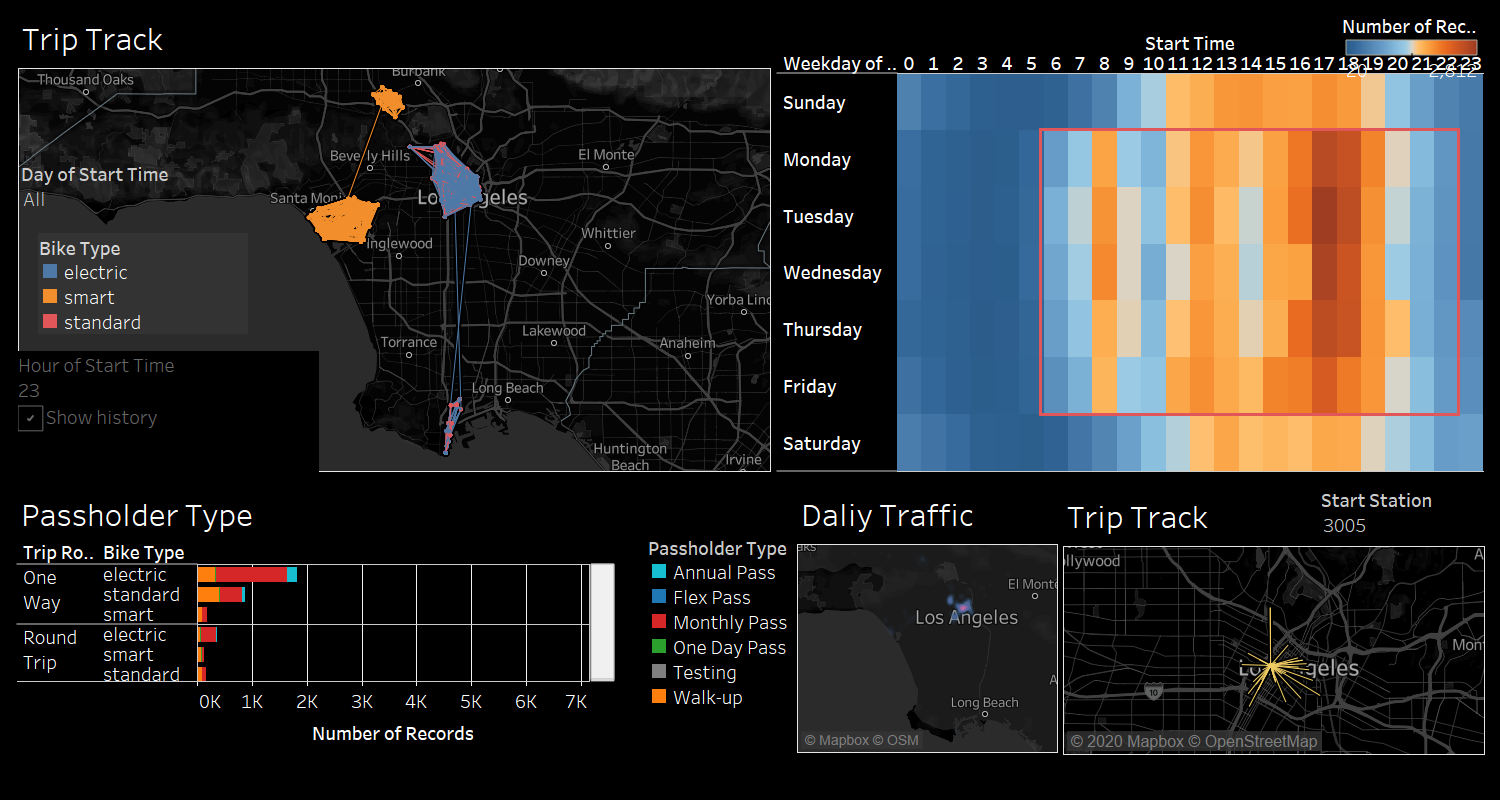 Trip Track
Thousand Oaks
Burbank
Beverly Hills
El Monte
Day of Start Time
All
Santa Moni
Los Angeles
Whittier
Bike Type
electric
smart
standard
Inglewood
Downey
Yorba Lind
Lakewood
Torrance
Anaheim
Long Beach
Huntington
Beach
Irvine
Hour of Start Time
23
Show history
Number of Rec..
20 2,812
Start Time
Weekday of .. 0 1 2 3 4 5 6 7 8 9 10 11 12 13 14 15 16 17 18 19 20 21 22 23
Sunday
Monday
Tuesday
Wednesday
Thursday
Friday
Saturday
Passholder Type
Trip Ro.. Bike Type
One Way
electric
standard
smart
Round Trip
electric
smart
standard
0K 1K 2K 3K 4K 5K 6K 7K
Number of Records
Passholder Type
Annual Pass
Flex Pass
Monthly Pass
One Day Pass
Testing
Walk-up
Daliy Traffic
aks
El Monte
Los Angeles
A
Long Beach
© Mapbox © OSM
Trip Track
Start Station
3005
llywood
A
Mont
Los Angeles
10
© 2020 Mapbox © OpenStreetMap